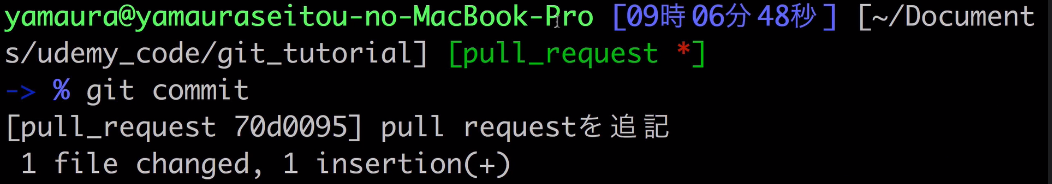 yamaura@yamauraseitou-no-MacBook-Pro [09時06分48秒] [~/Document
s/udemy_code/git_tutorial] [pull_request *]
-> % git commit
[pull_request 70d0095] pull requestを追記
1 file changed, 1 insertion(+)